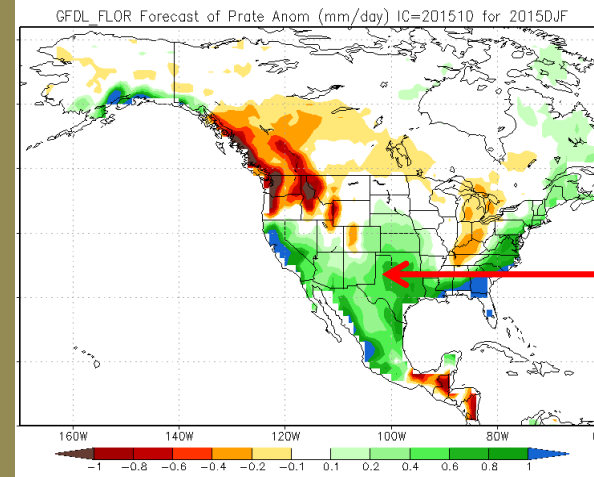 GFDL_FLOR Forecast of Prate Anom (mm/day) IC=201510 for 2015DJF
160W 140W 120W 100W 80W
-1 -0.8 -0.6 -0.4 -0.2 -0.1 0.1 0.2 0.4 0.6 0.8 1